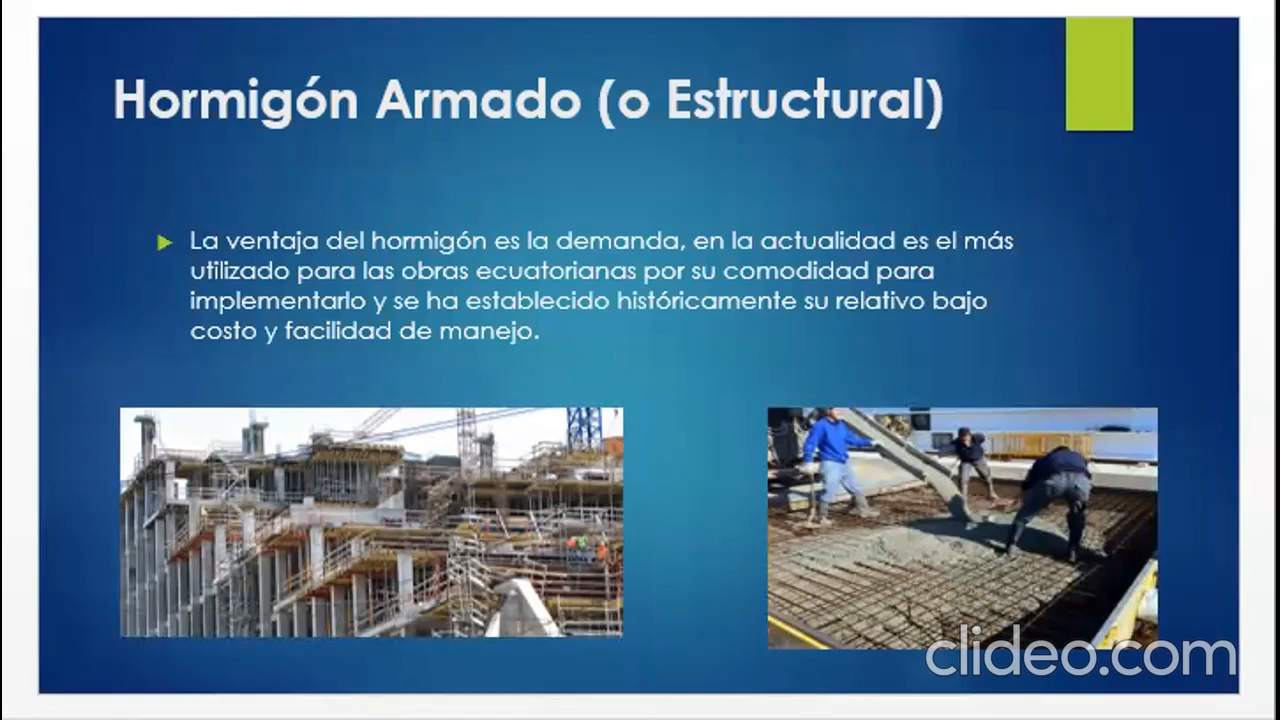 Hormigón Armado (o Estructural)
La ventaja del hormigón es la demanda, en la actualidad es el más
utilizado para las obras ecuatorianas por su comodidad para
implementarlo y se ha establecido históricamente su relativo bajo
costo y facilidad de manejo.
clideo.com